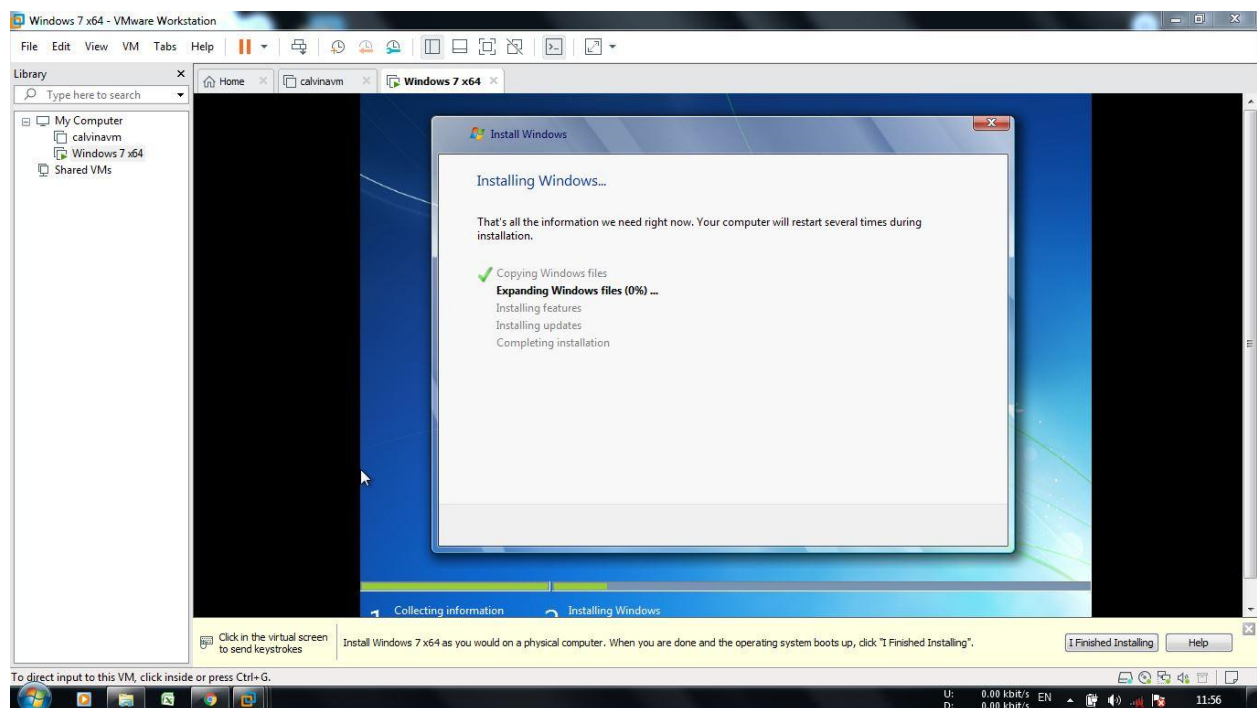 Windows 7 x64 - VMware Workstation
File Edit View VM Tabs Help
Library
Type here to search
My Computer
calvinavm
Windows 7 x64
Shared VMs
Home calvinavm Windows 7 x64
Install Windows
Installing Windows...
That's all the information we need right now. Your computer will restart several times during
installation.
Copying Windows files
Expanding Windows files (0%) ...
Installing features
Installing updates
Completing installation
1 Collecting information 2 Installing Windows
Click in the virtual screen
to send keystrokes
Install Windows 7 x64 as you would on a physical computer. When you are done and the operating system boots up, click "I Finished Installing".
I Finished Installing Help
To direct input to this VM, click inside or press Ctrl+G.
U: 0.00 kbit/s
D: 0.00 kbit/s
EN
11:56